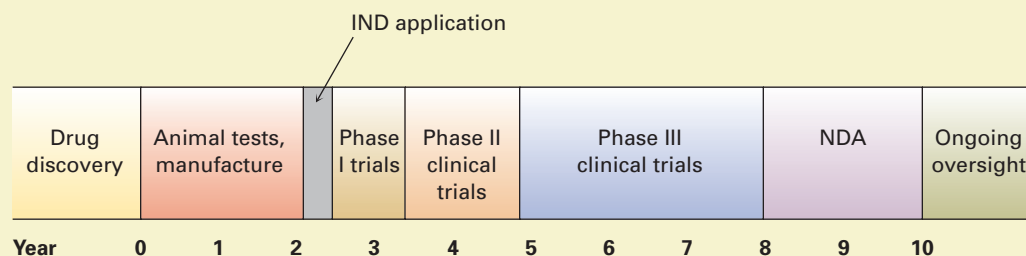 IND application
Drug
discovery
Animal tests,
manufacture
Phase
I trials
Phase II
clinical
trials
Phase III
clinical trials
NDA
Ongoing
oversight
Year 0 1 2 3 4 5 6 7 8 9 10